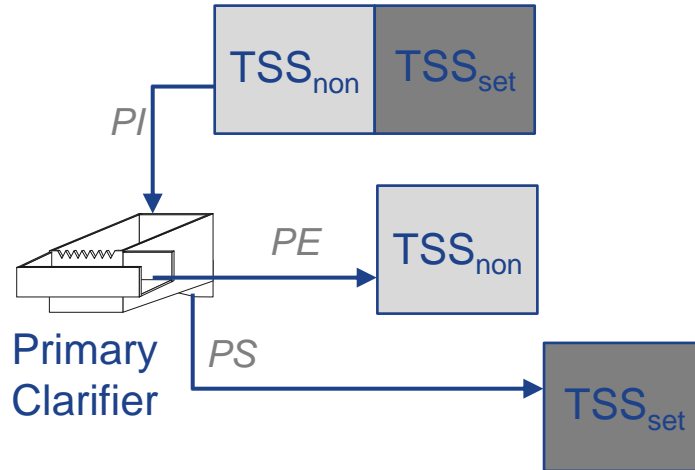 TSSnon TSSset
PI
PE
TSSnon
PS
Primary
Clarifier
TSSset